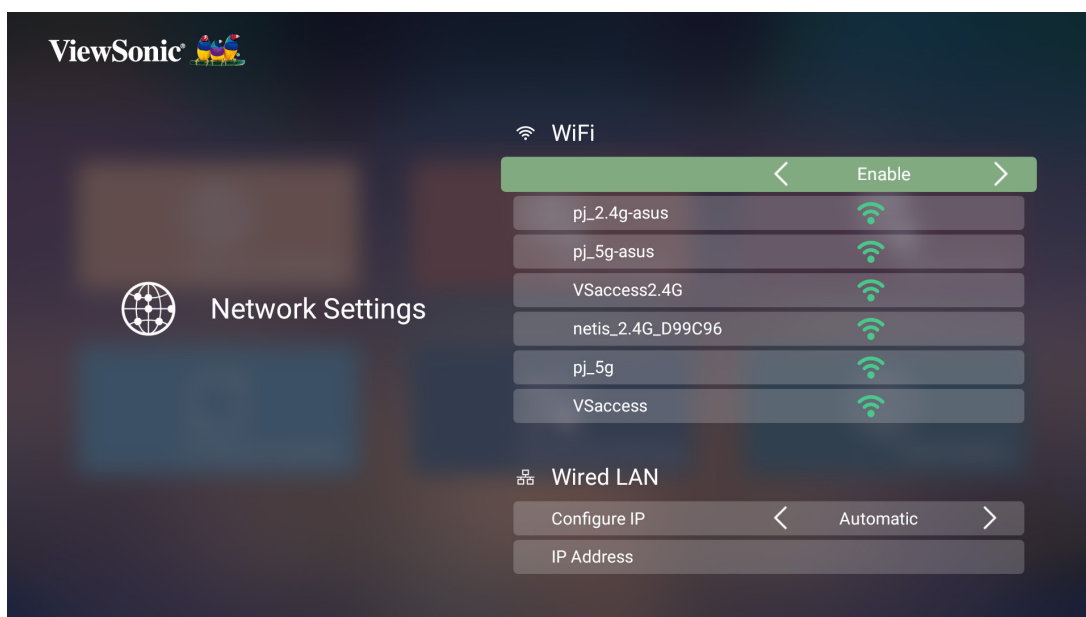 ViewSonic®
WiFi
Enable
pj_2.4g-asus
pj_5g-asus
VSaccess2.4G
Network Settings
netis_2.4G_D99C96
pj_5g
VSaccess
Wired LAN
Configure IP Automatic
IP Address